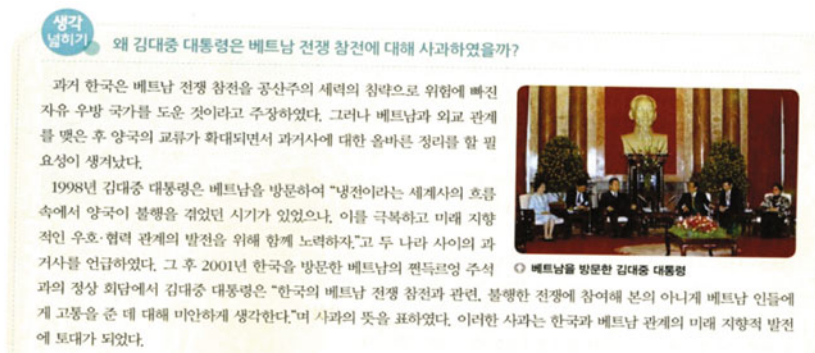 생각
넓히기
왜 김대중 대통령은 베트남 전쟁 참전에 대해 사과하였을까?
과거 한국은 베트남 전쟁 참전을 공산주의 세력의 침략으로 위험에 빠진
자유 우방 국가를 도운 것이라고 주장하였다. 그러나 베트남과 외교 관계
를 맺은 후 양국의 교류가 확대되면서 과거사에 대한 올바른 정리를 할 필
요성이 생겨났다.
1998년 김대중 대통령은 베트남을 방문하여 “냉전이라는 세계사의 흐름
속에서 양국이 불행을 겪었던 시기가 있었으나, 이를 극복하고 미래 지향
적인 우호·협력 관계의 발전을 위해 함께 노력하자.”고 두 나라 사이의 과
거사를 언급하였다. 그 후 2001년 한국을 방문한 베트남의 쩐득르엉 주석
과의 정상 회담에서 김대중 대통령은 “한국의 베트남 전쟁 참전과 관련, 불행한 전쟁에 참여해 본의 아니게 베트남 인들에
게 고통을 준 데 대해 미안하게 생각한다.”며 사과의 뜻을 표하였다. 이러한 사과는 한국과 베트남 관계의 미래 지향적 발전
에 토대가 되었다.
베트남을 방문한 김대중 대통령